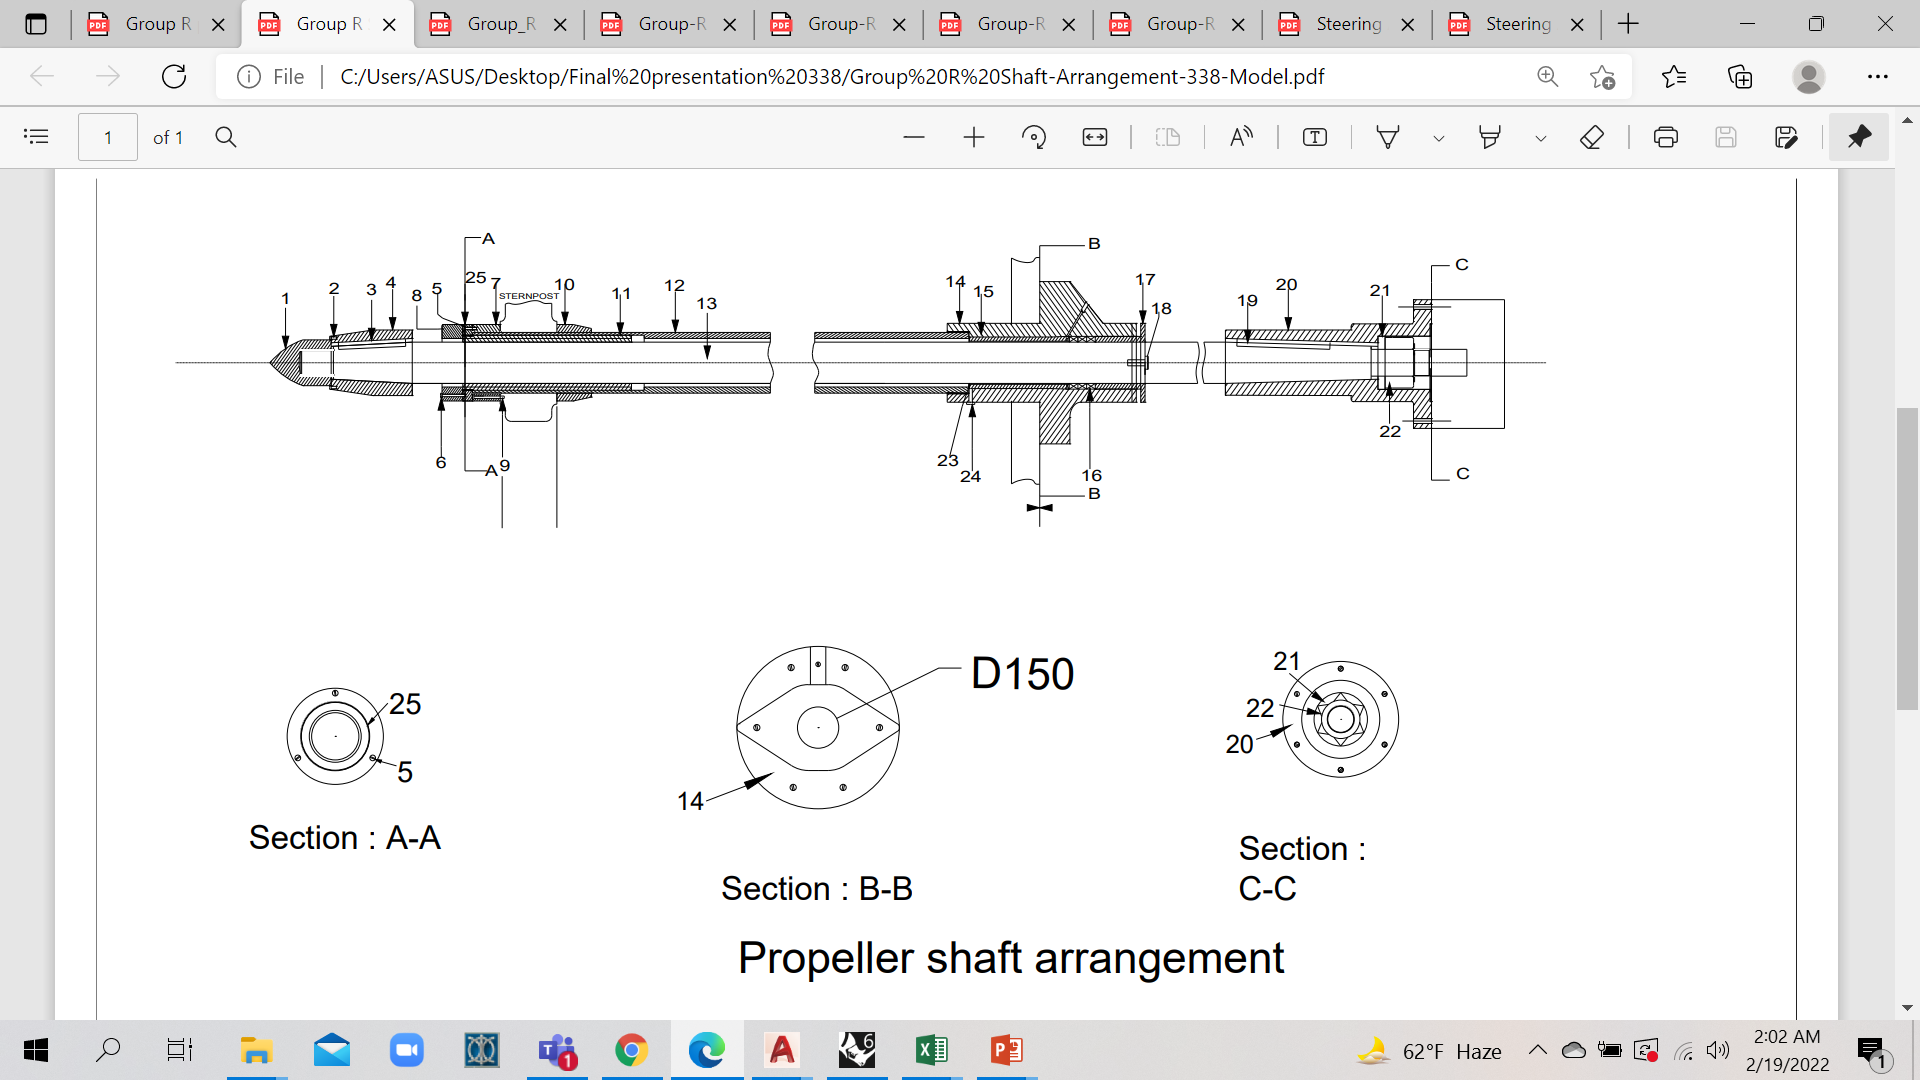 Group R
Group R
Group_R
Group-R
Group-R
Group-R
Group-R
Steering
Steering
File
C:/Users/ASUS/Desktop/Final%20presentation%20338/Group%20R%20Shaft-Arrangement-338-Model.pdf
1 of 1
A B C
1 2 3 4 8 5 25 7 10 11 12 13 14 15 17 18 19 20 21
STERNPOST
6 A 9 23 24 16 B 22 C
25
5
Section : A-A
D150
14
Section : B-B
21
22
20
Section :
C-C
Propeller shaft arrangement
1
6
62°F Haze
2:02 AM
2/19/2022
1